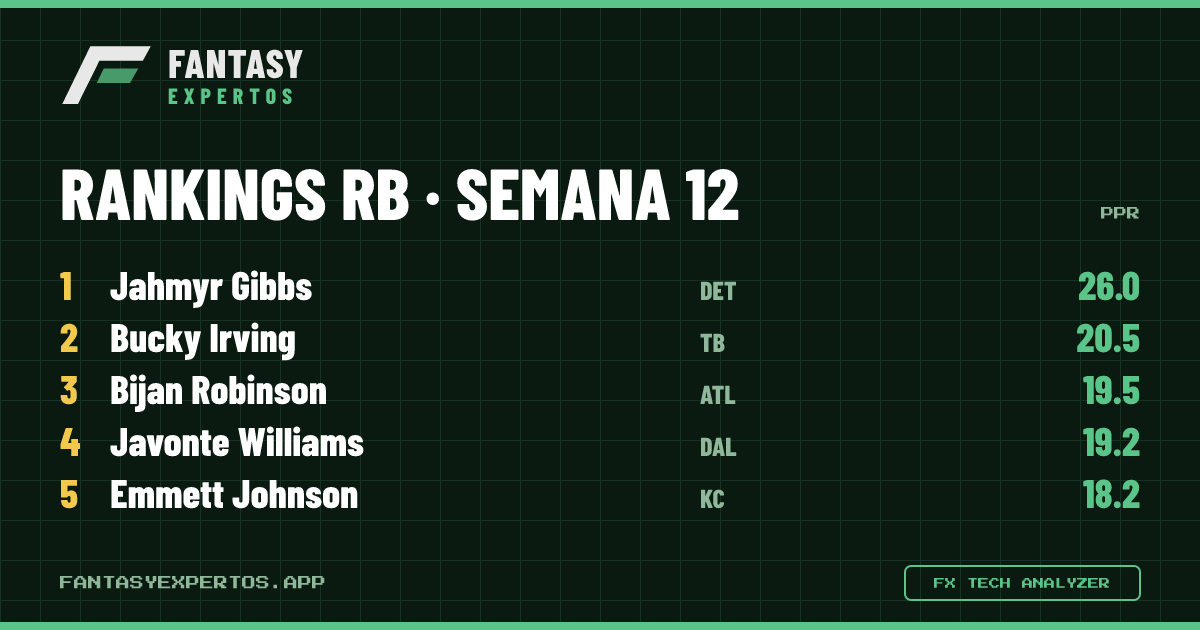 FANTASY
EXPERTOS
RANKINGS RB · SEMANA 12
PPR
1 Jahmyr Gibbs DET 26.0
2 Bucky Irving TB 20.5
3 Bijan Robinson ATL 19.5
4 Javonte Williams DAL 19.2
5 Emmett Johnson KC 18.2
FANTASYEXPERTOS.APP
FX TECH ANALYZER